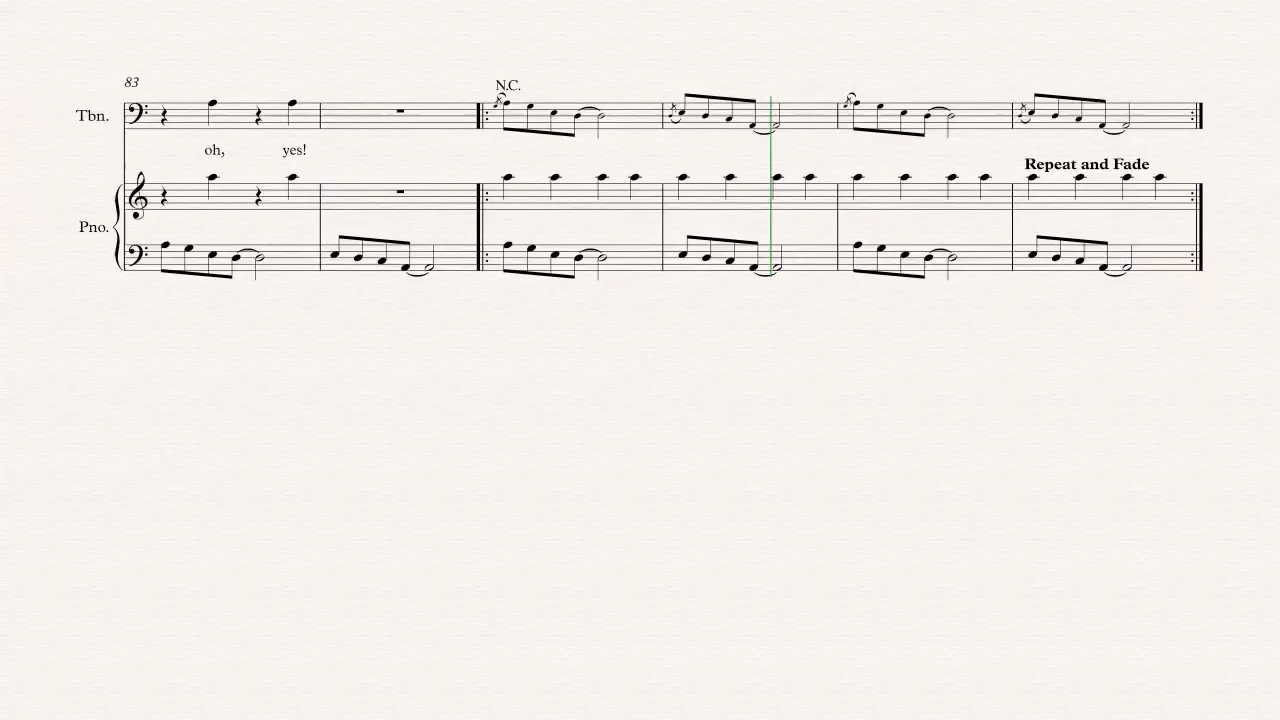 83
N.C.
Tbn.
oh, yes!
Repeat and Fade
Pno.